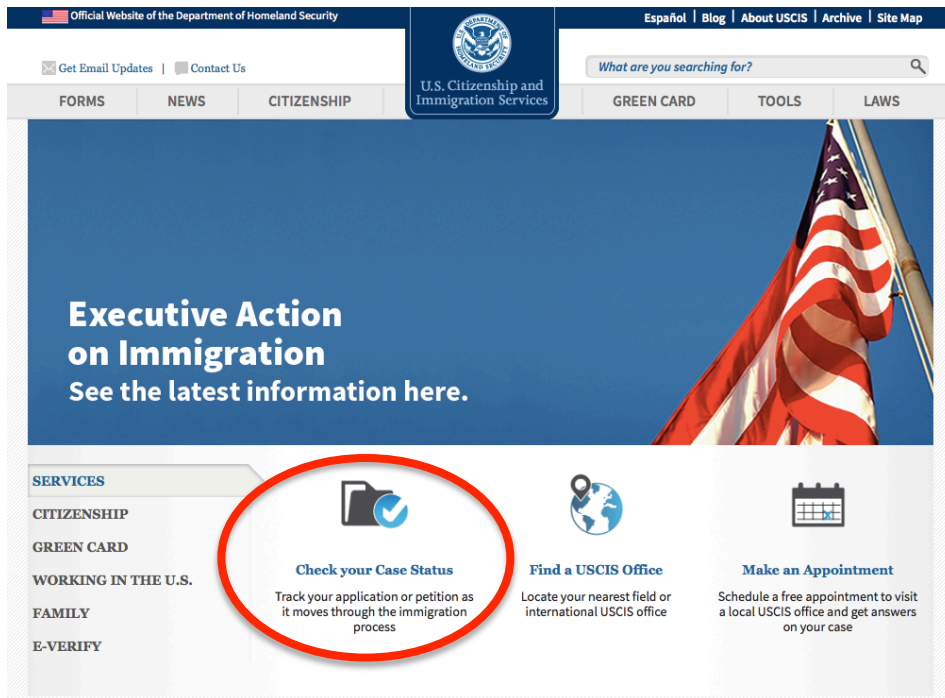 Official Website of the Department of Homeland Security
Español | Blog | About USCIS | Archive | Site Map
U.S. DEPARTMENT OF HOMELAND SECURITY
Get Email Updates | Contact Us
U.S. Citizenship and
Immigration Services
What are you searching for?
FORMS
NEWS
CITIZENSHIP
GREEN CARD
TOOLS
LAWS
Executive Action
on Immigration
See the latest information here.
SERVICES
CITIZENSHIP
GREEN CARD
WORKING IN THE U.S.
FAMILY
E-VERIFY
Check your Case Status
Track your application or petition as
it moves through the immigration
process
Find a USCIS Office
Locate your nearest field or
international USCIS office
Make an Appointment
Schedule a free appointment to visit
a local USCIS office and get answers
on your case